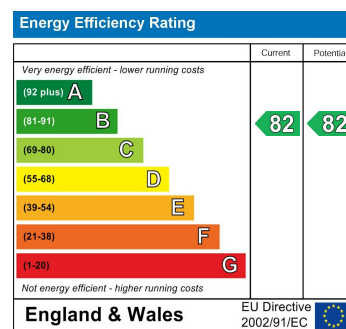 Energy Efficiency Rating
Current Potentia
Very energy efficient - lower running costs
(92 plus) A
(81-91) B 82 82
(69-80) C
(55-68) D
(39-54) E
(21-38) F
(1-20) G
Not energy efficient - higher running costs
England & Wales
EU Directive
2002/91/EC